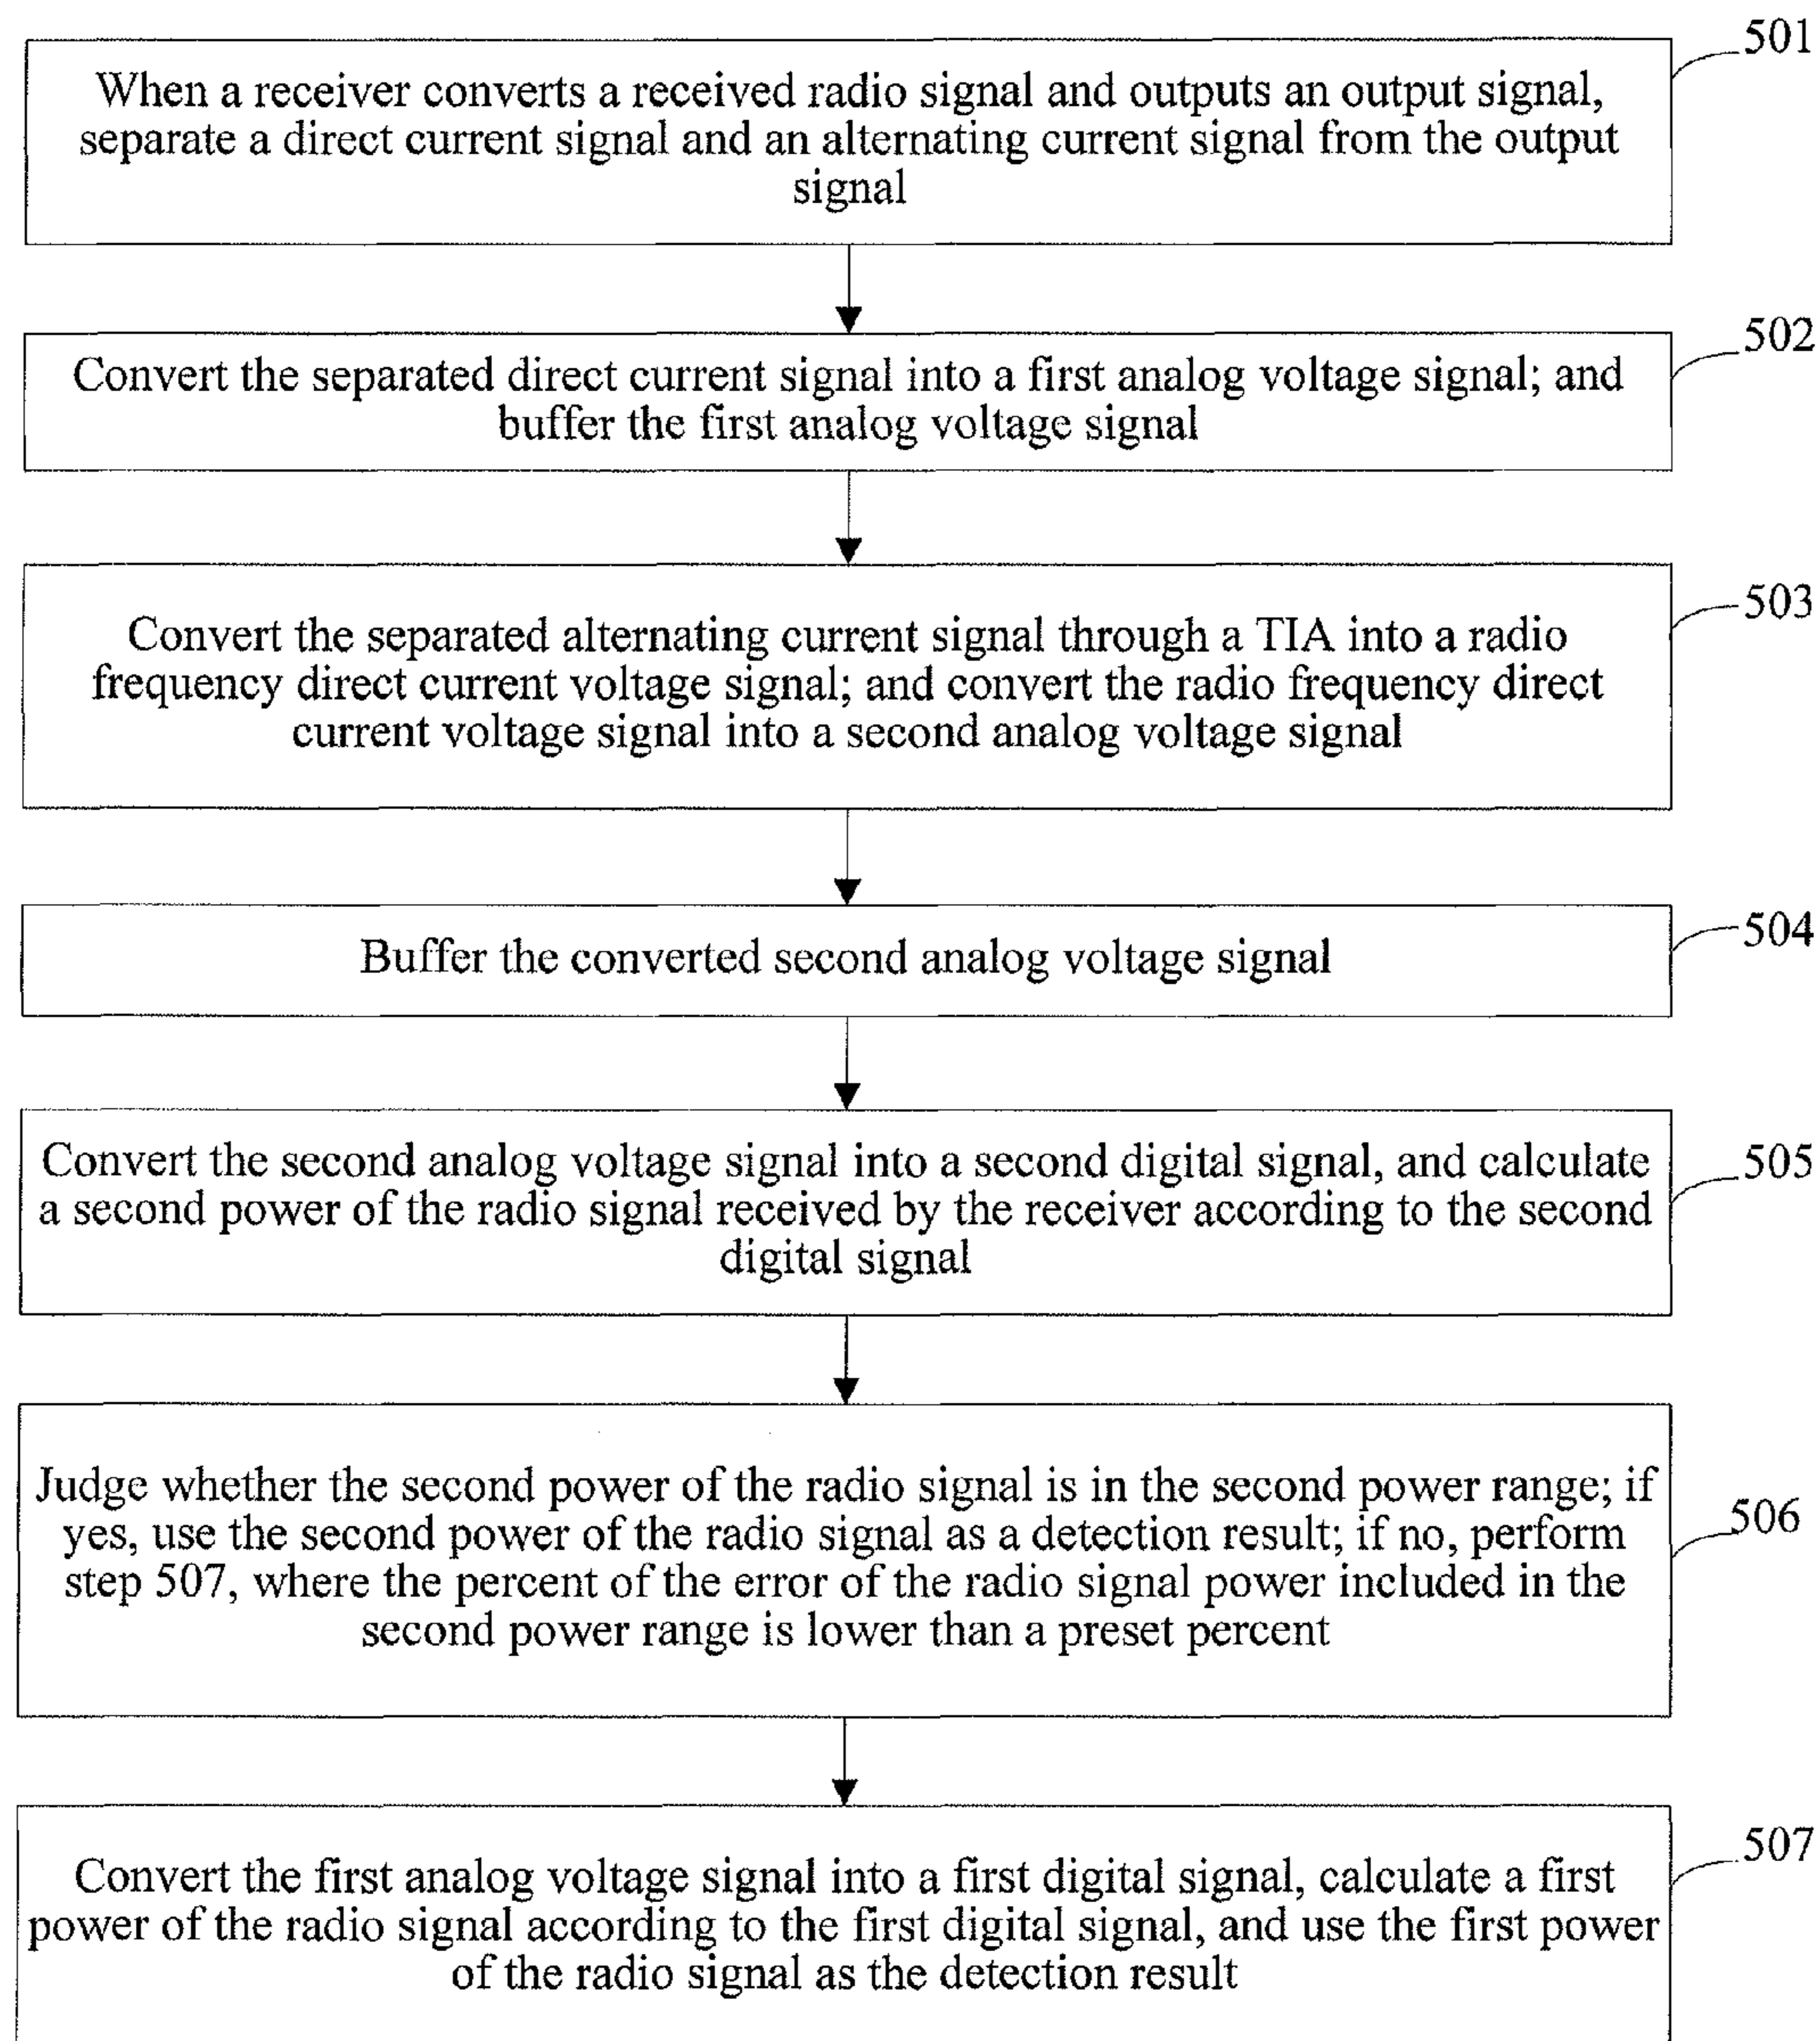 501
When a receiver converts a received radio signal and outputs an output signal,
separate a direct current signal and an alternating current signal from the output
signal
502
Convert the separated direct current signal into a first analog voltage signal; and
buffer the first analog voltage signal
503
Convert the separated alternating current signal through a TIA into a radio
frequency direct current voltage signal; and convert the radio frequency direct
current voltage signal into a second analog voltage signal
504
Buffer the converted second analog voltage signal
505
Convert the second analog voltage signal into a second digital signal, and calculate
a second power of the radio signal received by the receiver according to the second
digital signal
506
Judge whether the second power of the radio signal is in the second power range; if
yes, use the second power of the radio signal as a detection result; if no, perform
step 507, where the percent of the error of the radio signal power included in the
second power range is lower than a preset percent
507
Convert the first analog voltage signal into a first digital signal, calculate a first
power of the radio signal according to the first digital signal, and use the first power
of the radio signal as the detection result